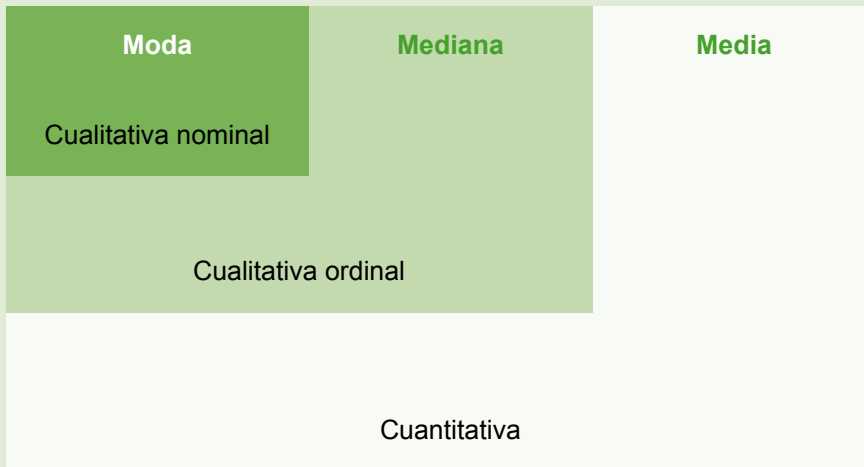 Moda
Mediana
Media
Cualitativa nominal
Cualitativa ordinal
Cuantitativa